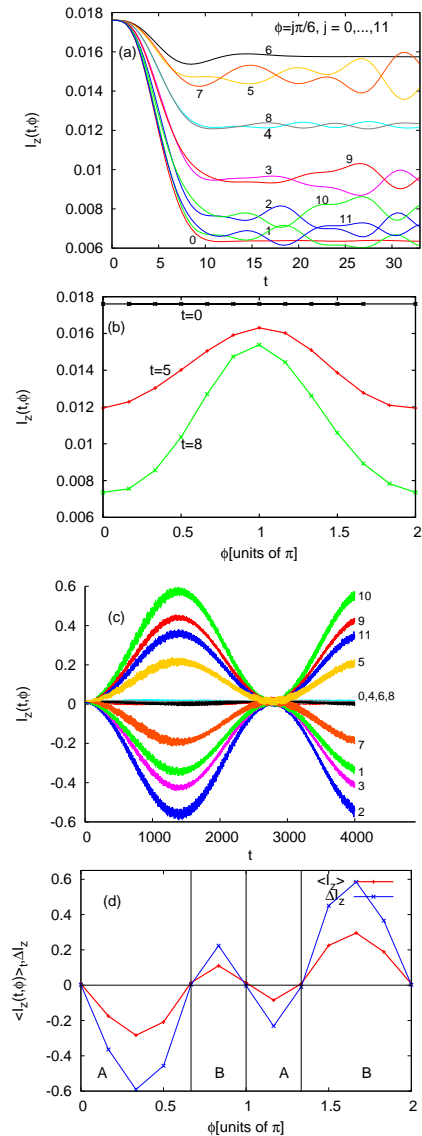 0.018
0.016
0.014
0.012
0.01
0.008
0.006
I_z(t,ϕ)
(a)
ϕ=jπ/6, j = 0,...,11
6
7
5
8
4
3
9
2
10
1
11
0
0 5 10 15 20 25 30
t
0.018
0.016
0.014
0.012
0.01
0.008
0.006
I_z(t,ϕ)
(b)
t=0
t=5
t=8
0 0.5 1 1.5 2
ϕ[units of π]
0.6
0.4
0.2
0
-0.2
-0.4
-0.6
I_z(t,ϕ)
(c)
10
9
11
5
0,4,6,8
7
1
3
2
0 1000 2000 3000 4000
t
0.6
0.4
0.2
0
-0.2
-0.4
-0.6
<I_z(t,ϕ)>_t,ΔI_z
(d)
<I_z>
ΔI_z
A B A B
0 0.5 1 1.5 2
ϕ[units of π]